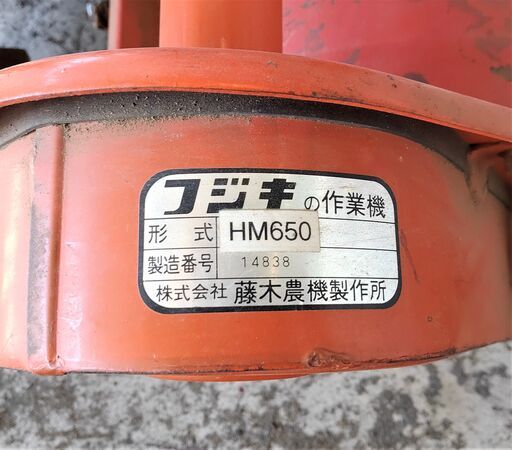 フジキの作業機
形 式 HM650
製造番号 14838
株式会社 藤木農機製作所